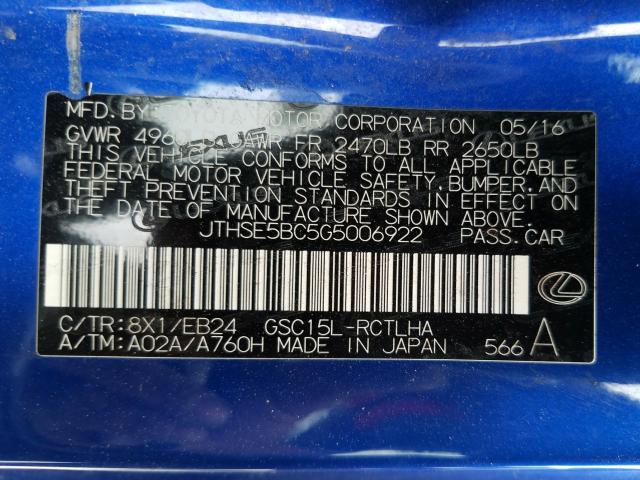 MFD. BY TOYOTA MOTOR CORPORATION 05/16
GVWR GAWR FR 2470LB RR 2650LB
THIS VEHICLE CONFORMS TO ALL APPLICABLE
FEDERAL MOTOR VEHICLE SAFETY, BUMPER, AND
THEFT PREVENTION STANDARDS IN EFFECT ON
THE DATE OF MANUFACTURE SHOWN ABOVE.
JTHSE5BC5G5006922 PASS. CAR
C/TR: 8X1/EB24 GSC15L-RCTLHA
A/TM: A02A/A760H MADE IN JAPAN 566 A